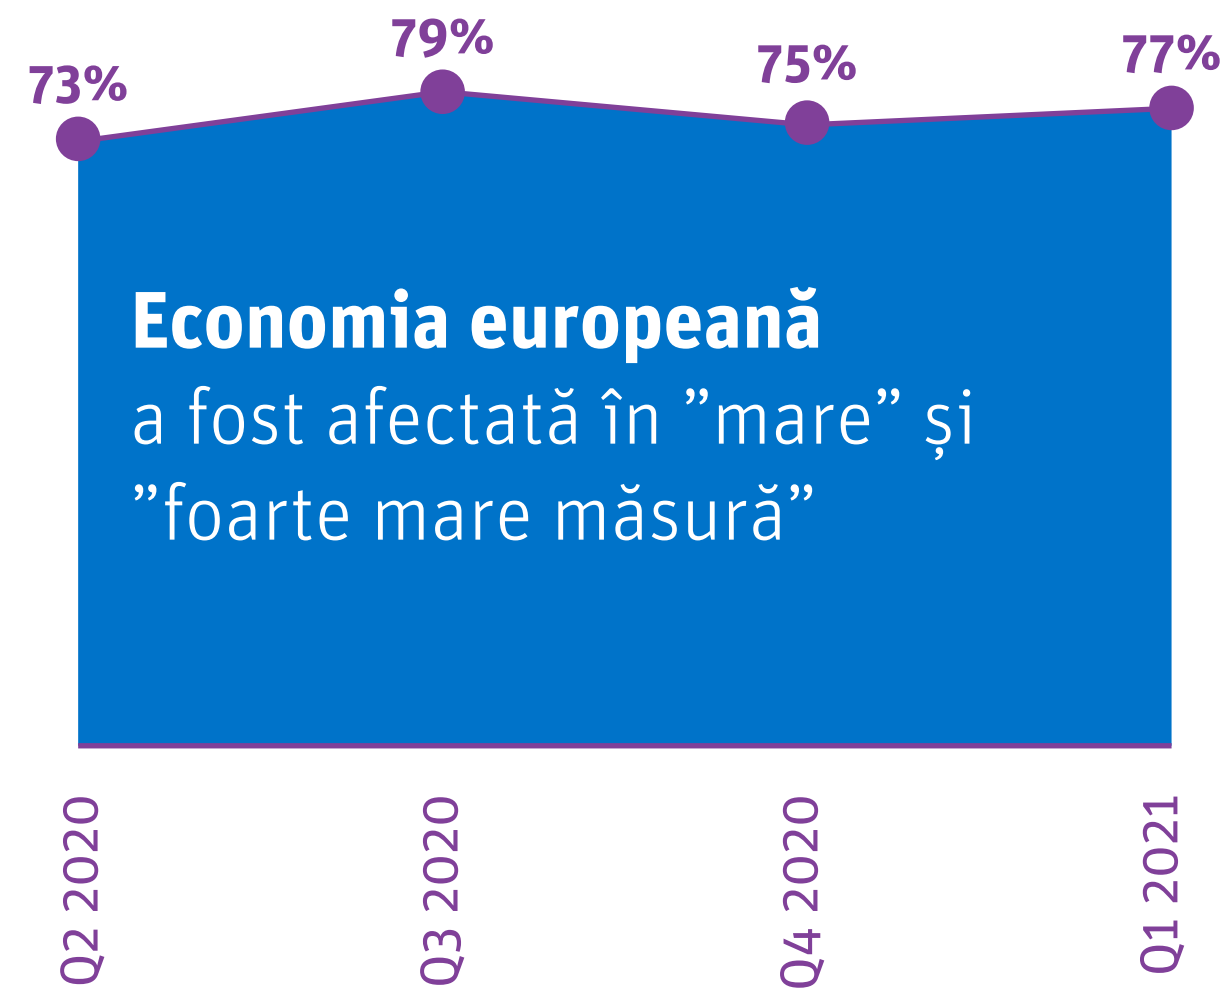 73%
79%
75%
77%
Economia europeană
a fost afectată în ”mare” și
”foarte mare măsură”
Q2 2020
Q3 2020
Q4 2020
Q1 2021